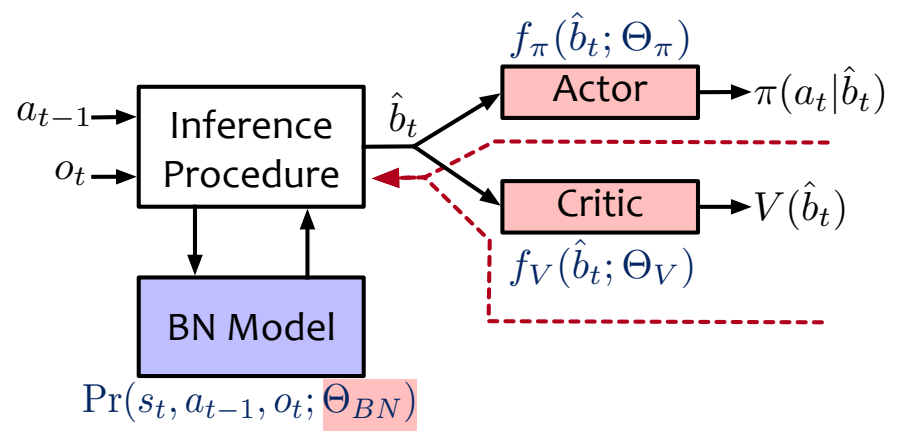 f_π(b̂_t; Θ_π)
Actor
π(a_t|b̂_t)
a_{t−1}
o_t
Inference
Procedure
b̂_t
Critic
V(b̂_t)
f_V(b̂_t; Θ_V)
BN Model
Pr(s_t, a_{t−1}, o_t; Θ_{BN})